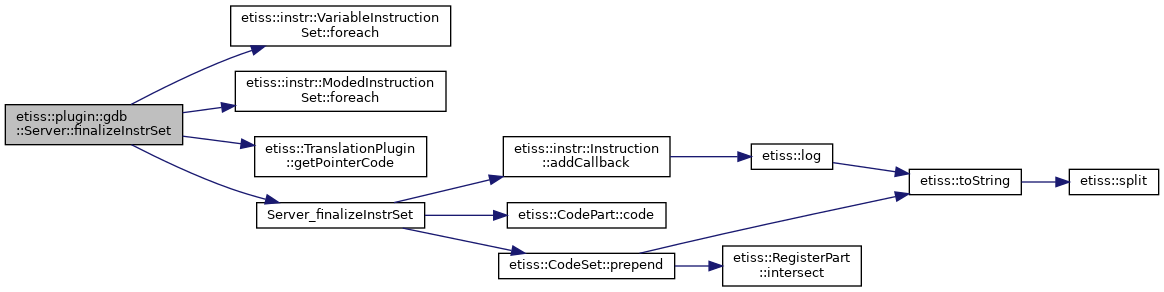 etiss::plugin::gdb
::Server::finalizeInstrSet
etiss::instr::VariableInstruction
Set::foreach
etiss::instr::ModedInstruction
Set::foreach
etiss::TranslationPlugin
::getPointerCode
Server_finalizeInstrSet
etiss::instr::Instruction
::addCallback
etiss::CodePart::code
etiss::CodeSet::prepend
etiss::log
etiss::RegisterPart
::intersect
etiss::toString
etiss::split